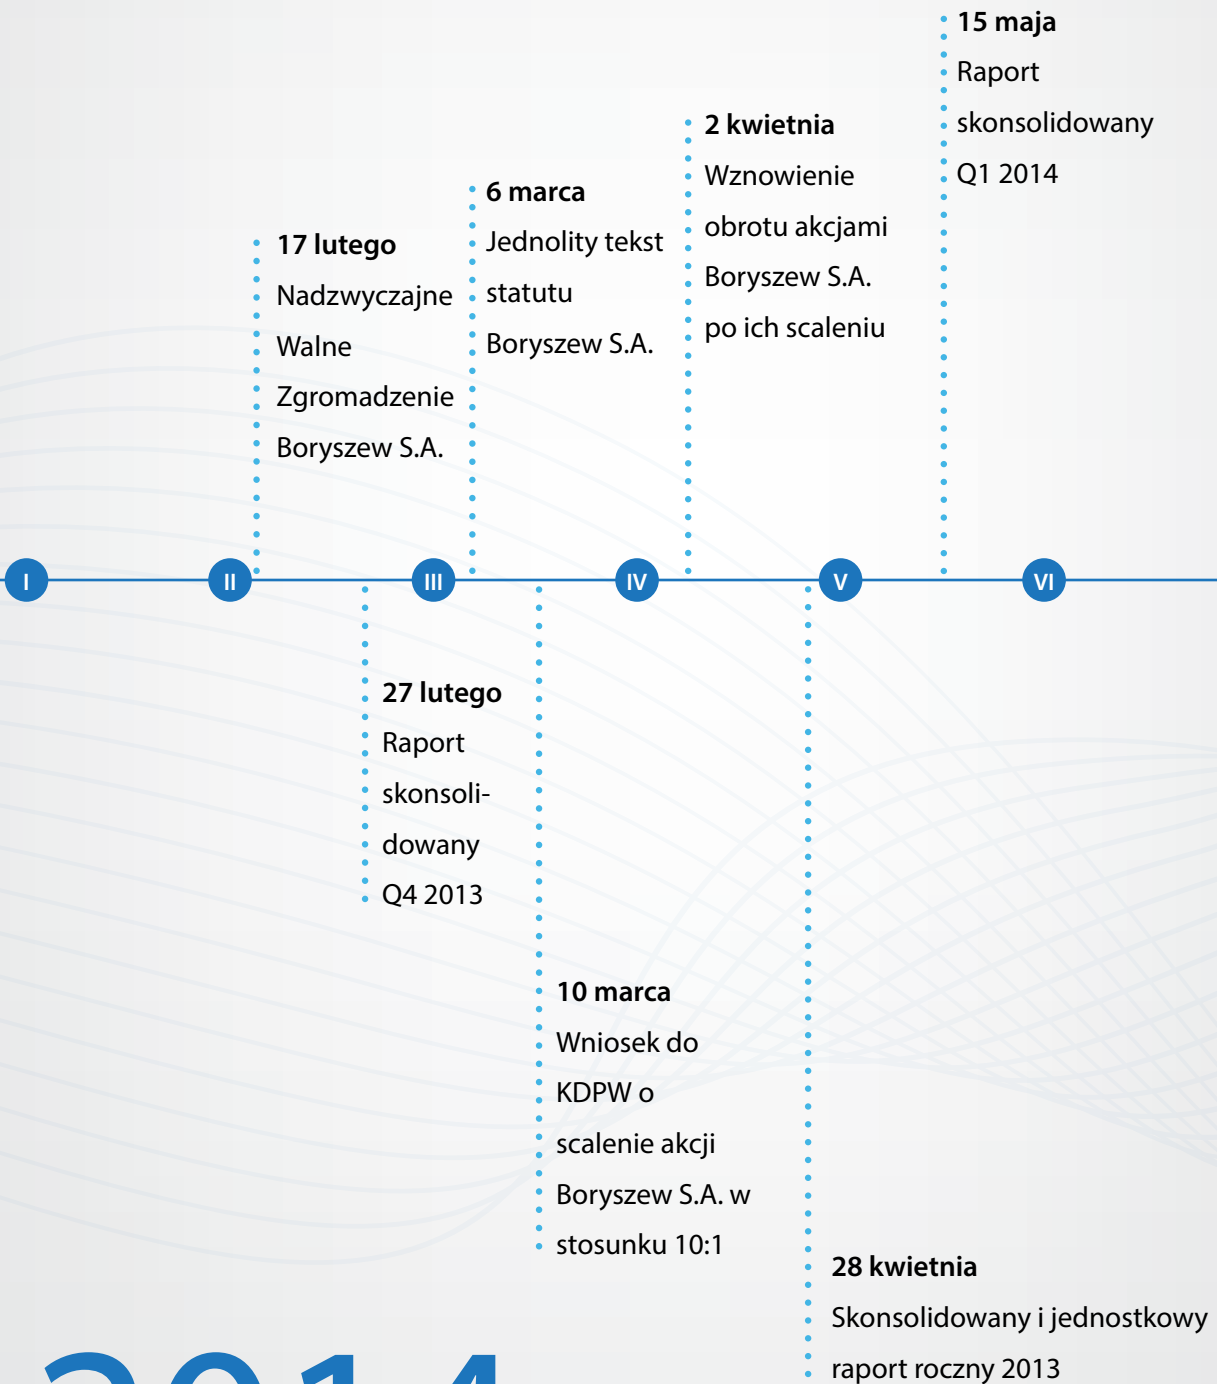 15 maja
Raport
skonsolidowany
Q1 2014
2 kwietnia
Wznowienie
obrotu akcjami
Boryszew S.A.
po ich scaleniu
6 marca
Jednolity tekst
statutu
Boryszew S.A.
17 lutego
Nadzwyczajne
Walne
Zgromadzenie
Boryszew S.A.
I II III IV V VI
27 lutego
Raport
skonsoli-
dowany
Q4 2013
10 marca
Wniosek do
KDPW o
scalenie akcji
Boryszew S.A. w
stosunku 10:1
28 kwietnia
Skonsolidowany i jednostkowy
raport roczny 2013
2014